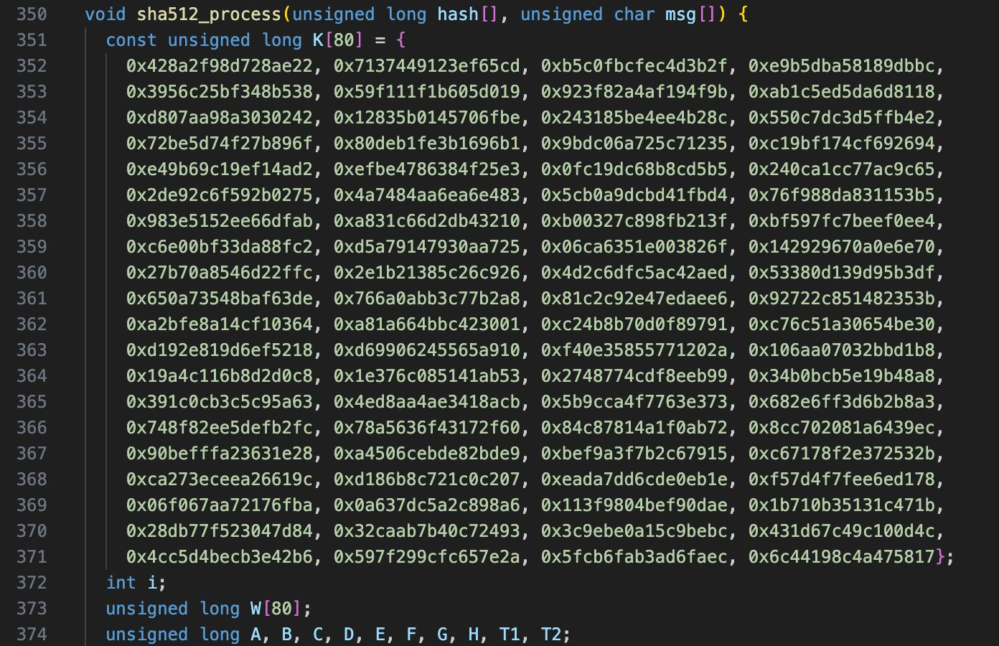 350 void sha512_process(unsigned long hash[], unsigned char msg[]) {
351 const unsigned long K[80] = {
352 0x428a2f98d728ae22, 0x7137449123ef65cd, 0xb5c0fbcfec4d3b2f, 0xe9b5dba58189dbbc,
353 0x3956c25bf348b538, 0x59f111f1b605d019, 0x923f82a4af194f9b, 0xab1c5ed5da6d8118,
354 0xd807aa98a3030242, 0x12835b0145706fbe, 0x243185be4ee4b28c, 0x550c7dc3d5ffb4e2,
355 0x72be5d74f27b896f, 0x80deb1fe3b1696b1, 0x9bdc06a725c71235, 0xc19bf174cf692694,
356 0xe49b69c19ef14ad2, 0xefbe4786384f25e3, 0x0fc19dc68b8cd5b5, 0x240ca1cc77ac9c65,
357 0x2de92c6f592b0275, 0x4a7484aa6ea6e483, 0x5cb0a9dcbd41fbd4, 0x76f988da831153b5,
358 0x983e5152ee66dfab, 0xa831c66d2db43210, 0xb00327c898fb213f, 0xbf597fc7beef0ee4,
359 0xc6e00bf33da88fc2, 0xd5a79147930aa725, 0x06ca6351e003826f, 0x142929670a0e6e70,
360 0x27b70a8546d22ffc, 0x2e1b21385c26c926, 0x4d2c6dfc5ac42aed, 0x53380d139d95b3df,
361 0x650a73548baf63de, 0x766a0abb3c77b2a8, 0x81c2c92e47edaee6, 0x92722c851482353b,
362 0xa2bfe8a14cf10364, 0xa81a664bbc423001, 0xc24b8b70d0f89791, 0xc76c51a30654be30,
363 0xd192e819d6ef5218, 0xd69906245565a910, 0xf40e35855771202a, 0x106aa07032bbd1b8,
364 0x19a4c116b8d2d0c8, 0x1e376c085141ab53, 0x2748774cdf8eeb99, 0x34b0bcb5e19b48a8,
365 0x391c0cb3c5c95a63, 0x4ed8aa4ae3418acb, 0x5b9cca4f7763e373, 0x682e6ff3d6b2b8a3,
366 0x748f82ee5defb2fc, 0x78a5636f43172f60, 0x84c87814a1f0ab72, 0x8cc702081a6439ec,
367 0x90befffa23631e28, 0xa4506cebde82bde9, 0xbef9a3f7b2c67915, 0xc67178f2e372532b,
368 0xca273eceea26619c, 0xd186b8c721c0c207, 0xeada7dd6cde0eb1e, 0xf57d4f7fee6ed178,
369 0x06f067aa72176fba, 0x0a637dc5a2c898a6, 0x113f9804bef90dae, 0x1b710b35131c471b,
370 0x28db77f523047d84, 0x32caab7b40c72493, 0x3c9ebe0a15c9bebc, 0x431d67c49c100d4c,
371 0x4cc5d4becb3e42b6, 0x597f299cfc657e2a, 0x5fcb6fab3ad6faec, 0x6c44198c4a475817};
372 int i;
373 unsigned long W[80];
374 unsigned long A, B, C, D, E, F, G, H, T1, T2;